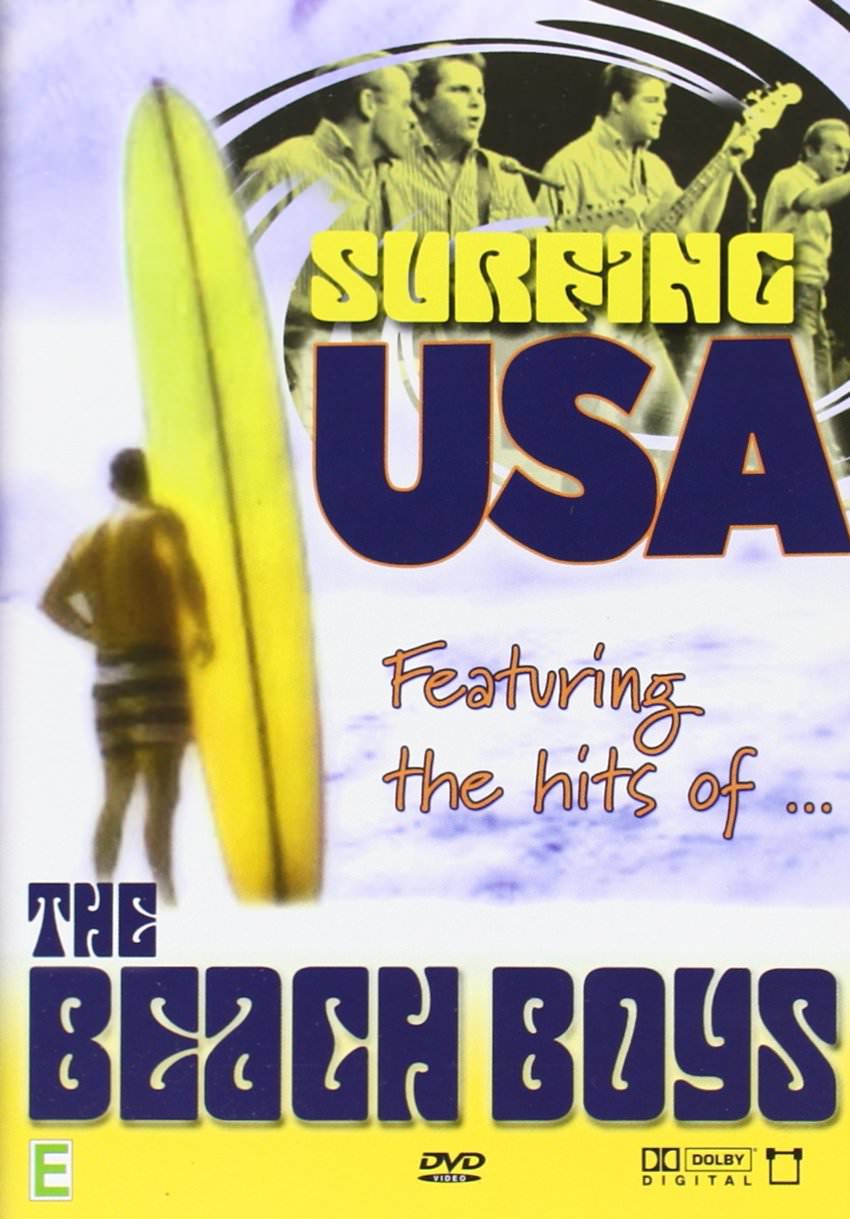 SURFING
USA
Featuring
the hits of ...
THE
BEACH BOYS
E
DVD
VIDEO
DOLBY
DIGITAL